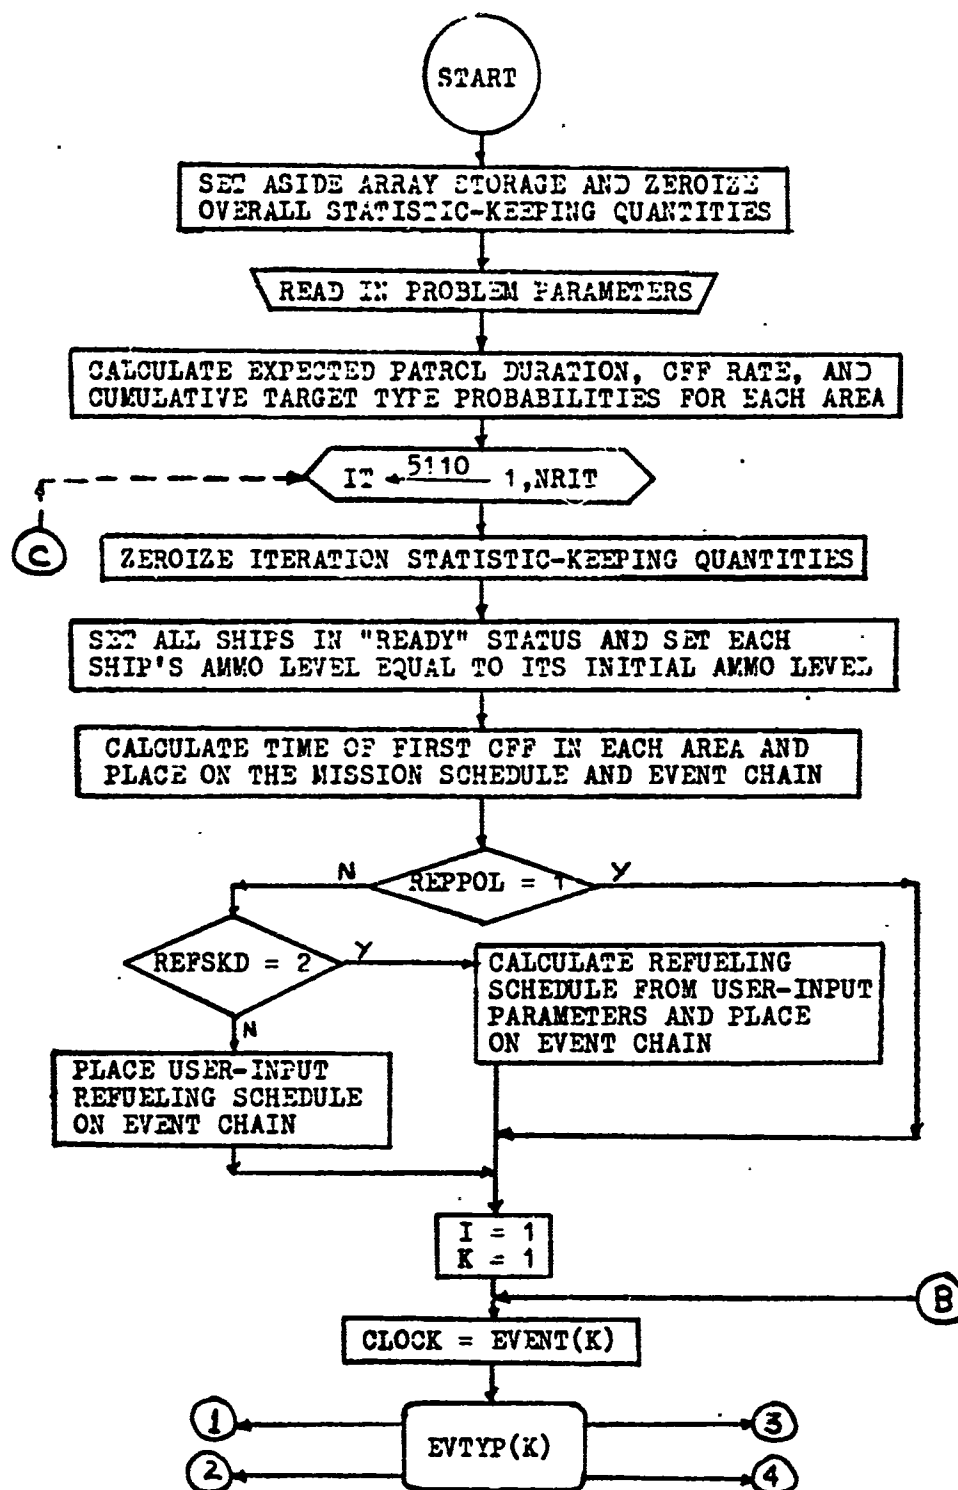 START
SET ASIDE ARRAY STORAGE AND ZEROIZE
OVERALL STATISTIC-KEEPING QUANTITIES
READ IN PROBLEM PARAMETERS
CALCULATE EXPECTED PATROL DURATION, CFF RATE, AND
CUMULATIVE TARGET TYPE PROBABILITIES FOR EACH AREA
5110
IT 1,NRIT
C
ZEROIZE ITERATION STATISTIC-KEEPING QUANTITIES
SET ALL SHIPS IN "READY" STATUS AND SET EACH
SHIP'S AMMO LEVEL EQUAL TO ITS INITIAL AMMO LEVEL
CALCULATE TIME OF FIRST CFF IN EACH AREA AND
PLACE ON THE MISSION SCHEDULE AND EVENT CHAIN
N
REPPOL = 1
Y
REFSKD = 2
Y
CALCULATE REFUELING
SCHEDULE FROM USER-INPUT
PARAMETERS AND PLACE
ON EVENT CHAIN
N
PLACE USER-INPUT
REFUELING SCHEDULE
ON EVENT CHAIN
I = 1
K = 1
B
CLOCK = EVENT(K)
1
3
EVTYP(K)
2
4